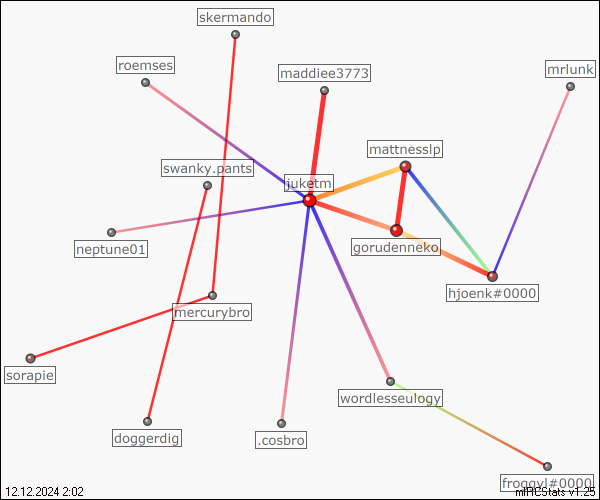 skermando
roemses
maddiee3773
mrlunk
mattnesslp
swanky.pants
juketm
neptune01
gorudenneko
hjoenk#0000
mercurybro
sorapie
wordlesseulogy
doggerdig
.cosbro
froggyl#0000
12.12.2024 2:02
mIRCStats v1.25